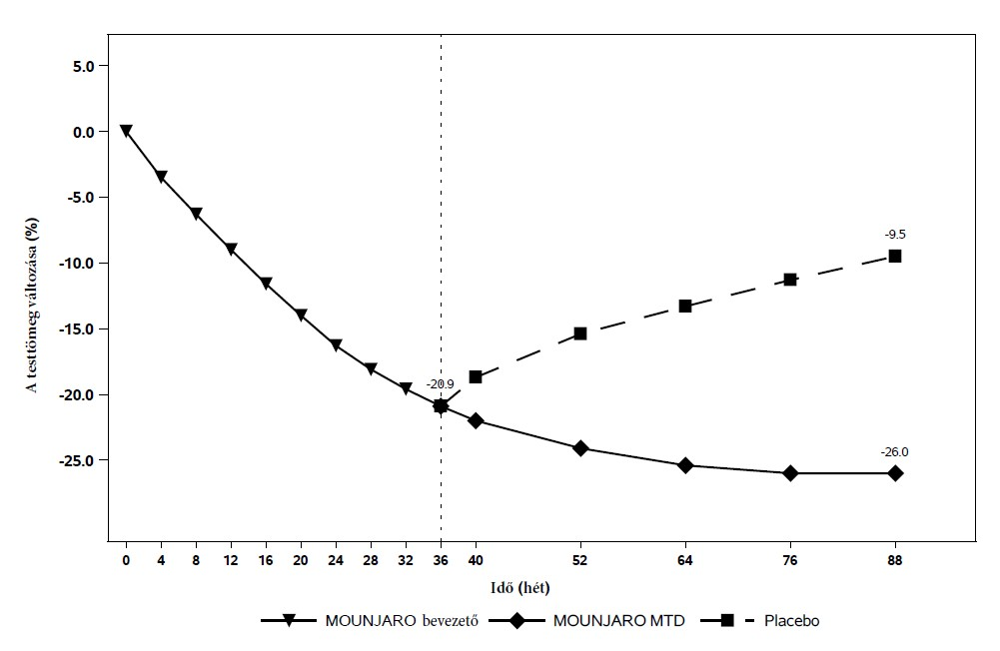 5.0
0.0
-5.0
-10.0
-15.0
-20.0
-25.0
A testtömeg változása (%)
-20.9
-9.5
-26.0
0 4 8 12 16 20 24 28 32 36 40 52 64 76 88
Idő (hét)
MOUNJARO bevezető MOUNJARO MTD Placebo